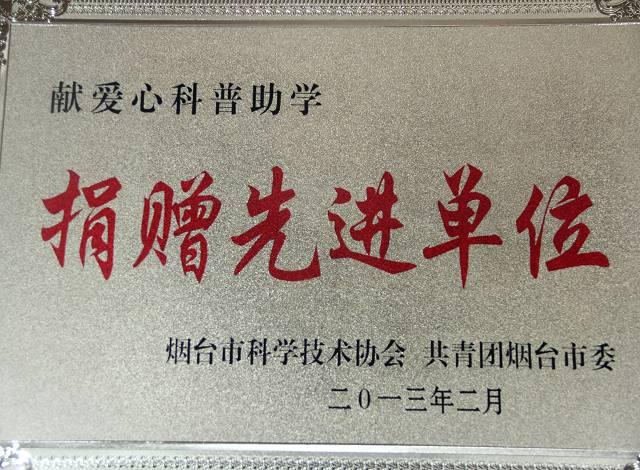 献爱心科普助学
捐赠先进单位
烟台市科学技术协会 共青团烟台市委
二0一三年二月